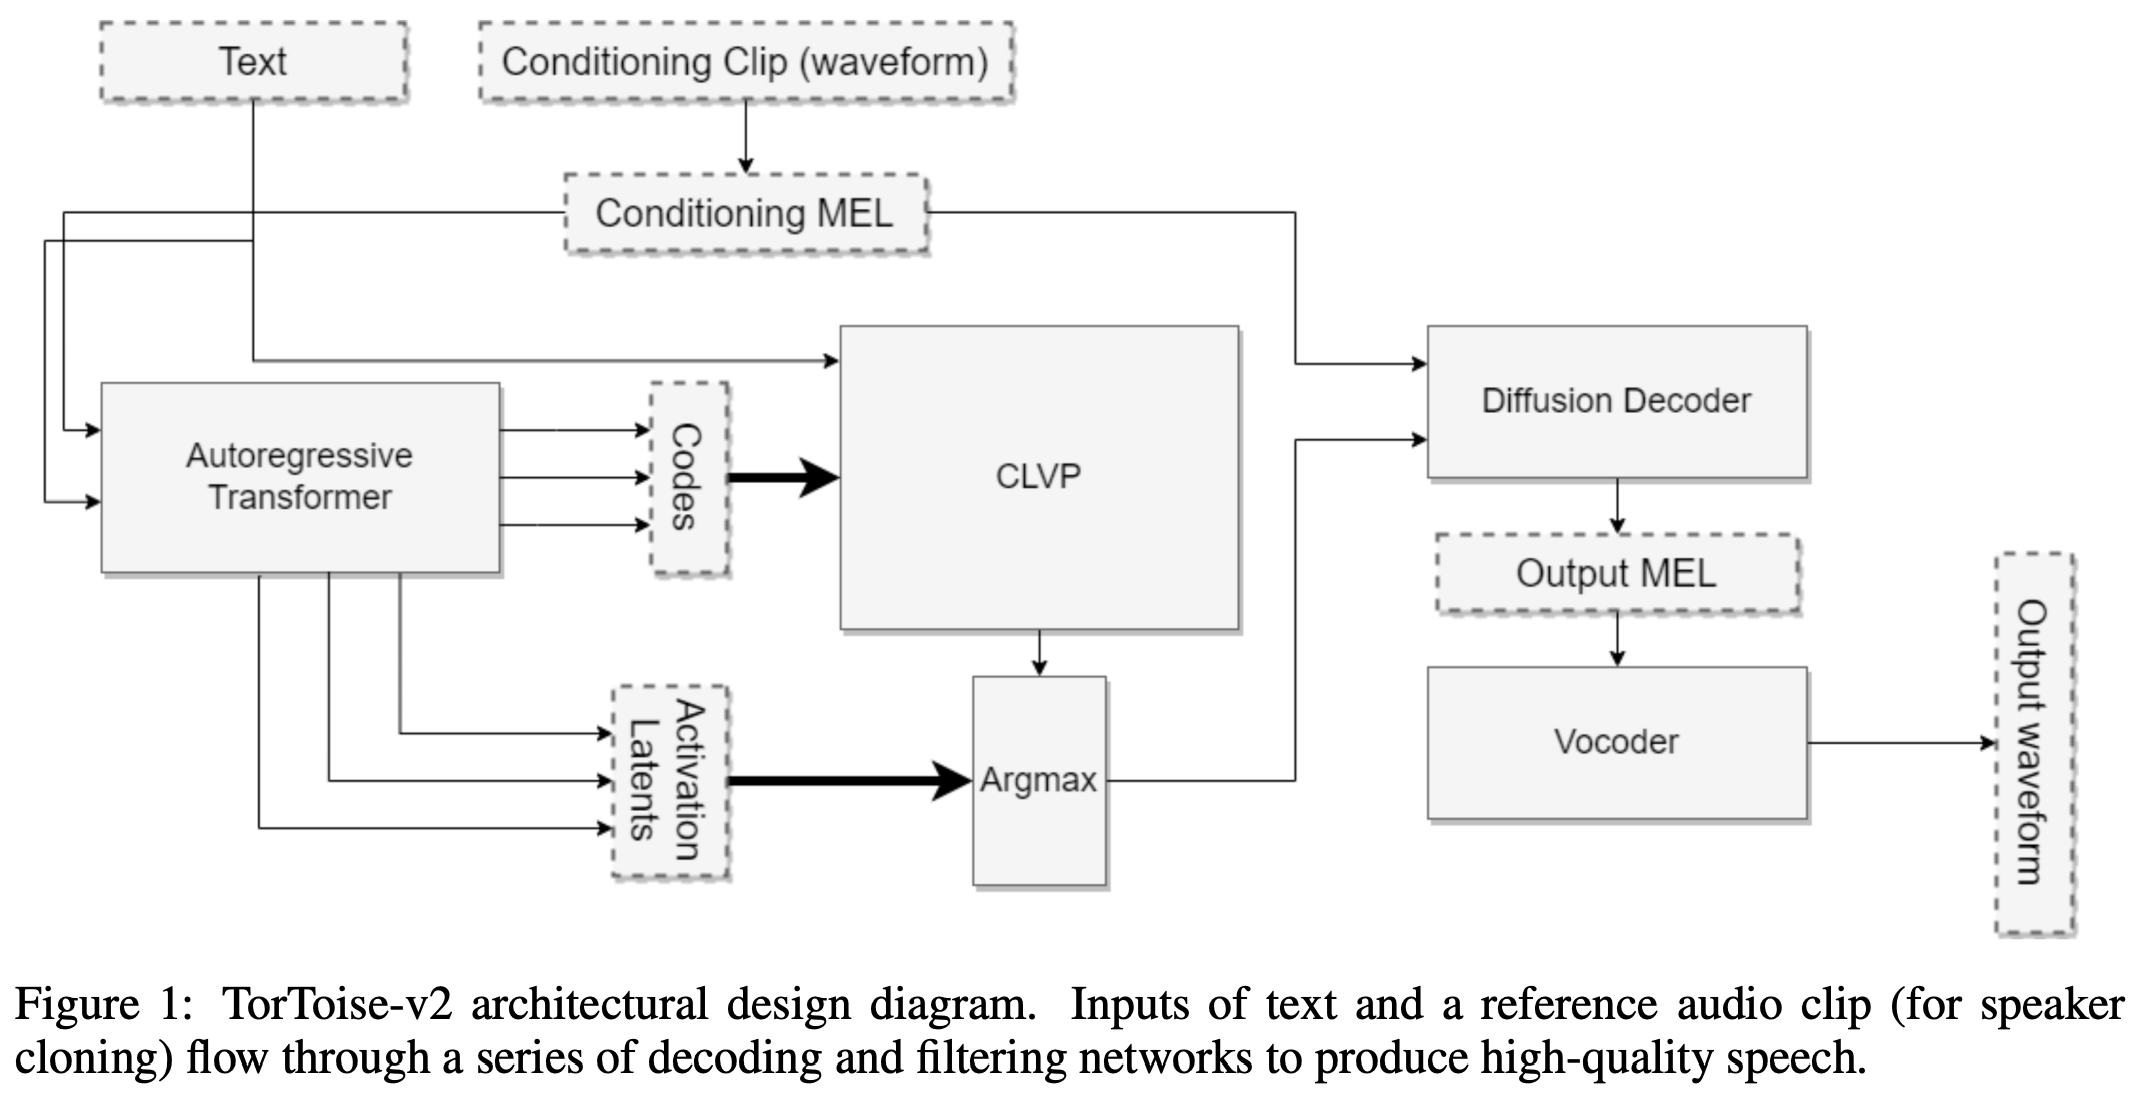 Text
Conditioning Clip (waveform)
Conditioning MEL
Autoregressive
Transformer
Codes
CLVP
Diffusion Decoder
Output MEL
Vocoder
Output waveform
Activation
Latents
Argmax
Figure 1: TorToise-v2 architectural design diagram. Inputs of text and a reference audio clip (for speaker
cloning) flow through a series of decoding and filtering networks to produce high-quality speech.